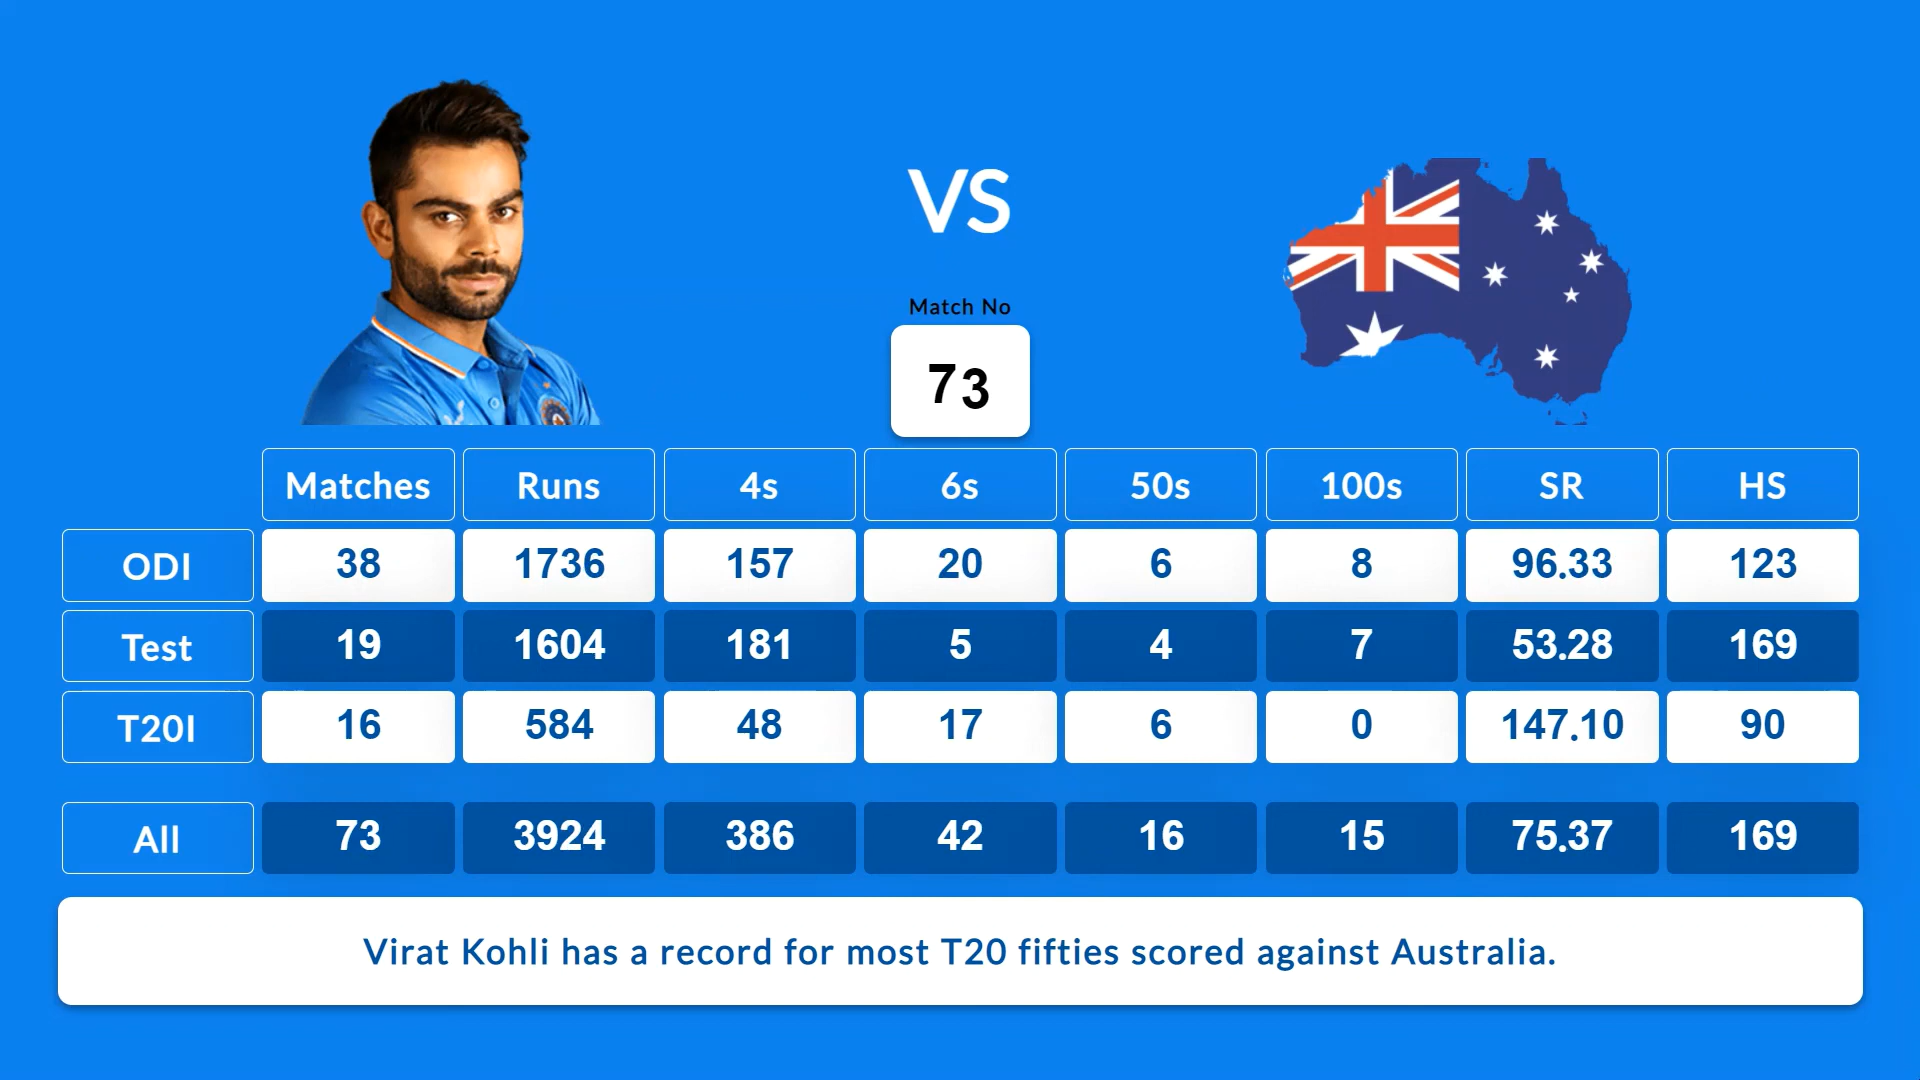 VS
Match No
73
Matches Runs 4s 6s 50s 100s SR HS
ODI 38 1736 157 20 6 8 96.33 123
Test 19 1604 181 5 4 7 53.28 169
T20I 16 584 48 17 6 0 147.10 90
All 73 3924 386 42 16 15 75.37 169
Virat Kohli has a record for most T20 fifties scored against Australia.